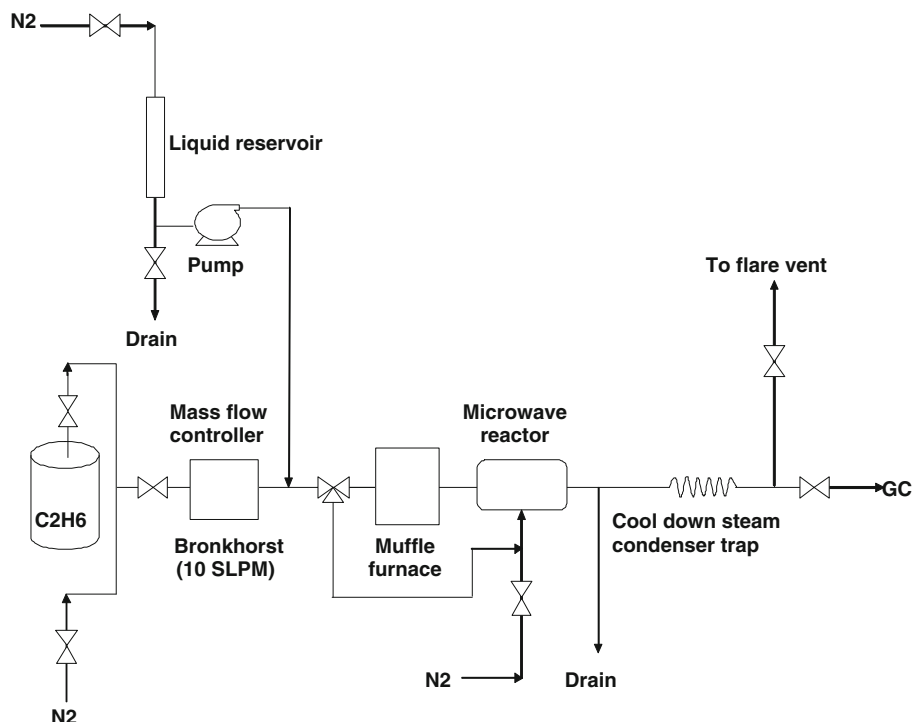 N2
Liquid reservoir
Pump
To flare vent
Drain
Mass flow
controller
Microwave
reactor
C2H6
GC
Bronkhorst
(10 SLPM)
Muffle
furnace
Cool down steam
condenser trap
N2
Drain
N2